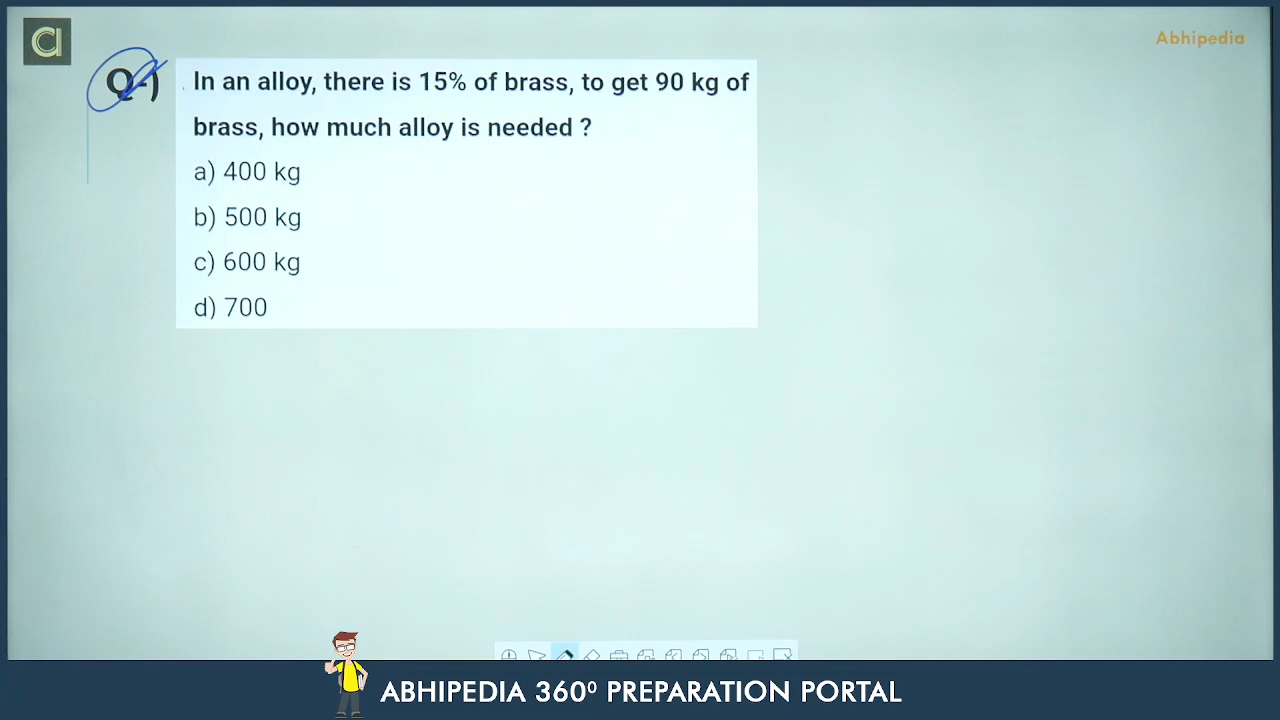 Abhipedia
Q-)
In an alloy, there is 15% of brass, to get 90 kg of
brass, how much alloy is needed ?
a) 400 kg
b) 500 kg
c) 600 kg
d) 700
ABHIPEDIA 360⁰ PREPARATION PORTAL